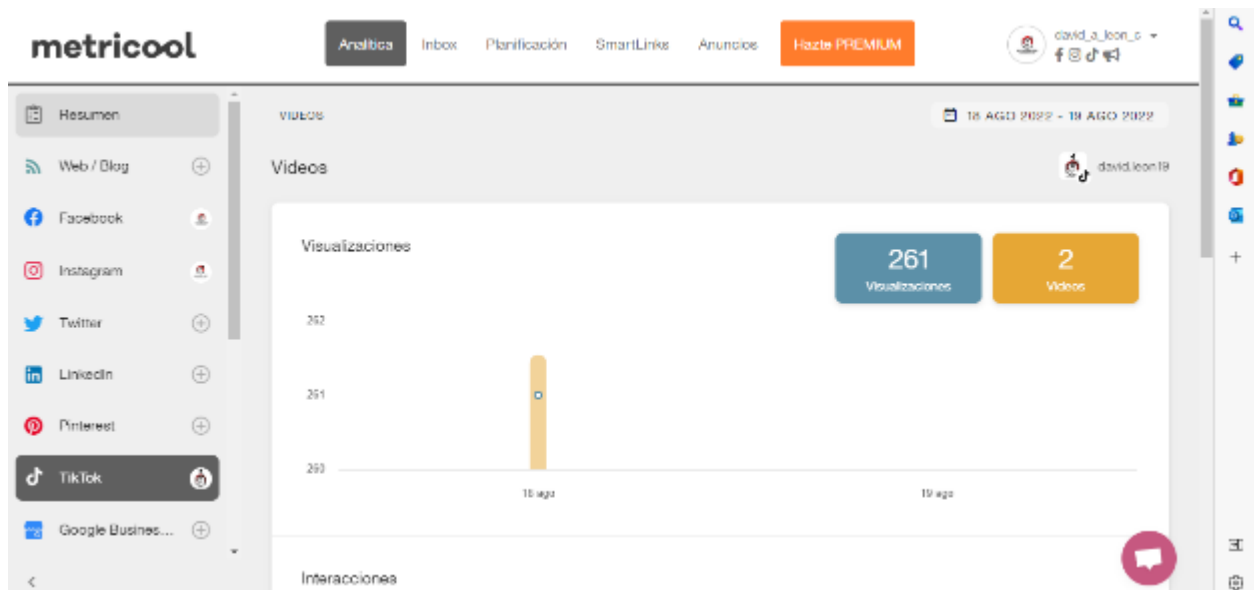 metricool
Analítica
Inbox
Planificación
SmartLinks
Anuncios
Hazte PREMIUM
david_a_leon_c
Resumen
Web / Blog
Facebook
Instagram
Twitter
LinkedIn
Pinterest
TikTok
Google Busines...
VIDEOS
18 AGO 2022 - 19 AGO 2022
Videos
david.leon19
Visualizaciones
261
Visualizaciones
2
Videos
262
261
260
18 ago
19 ago
Interacciones